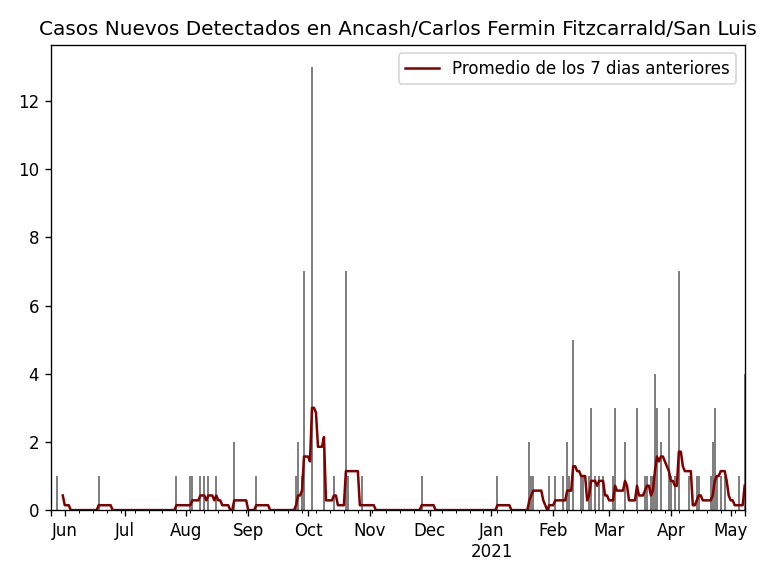 Casos Nuevos Detectados en Ancash/Carlos Fermin Fitzcarrald/San Luis
Promedio de los 7 dias anteriores
12
10
8
6
4
2
0
Jun Jul Aug Sep Oct Nov Dec Jan Feb Mar Apr May
2021